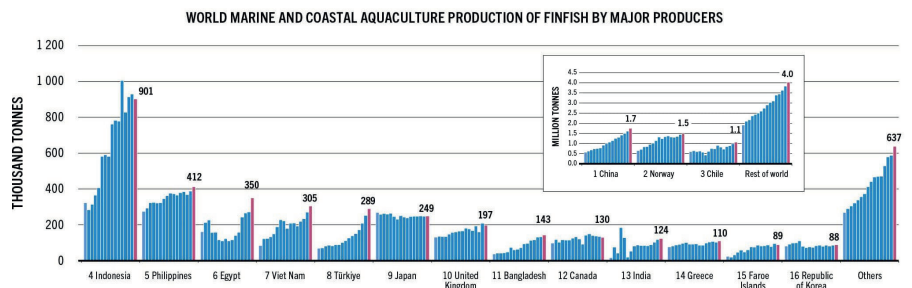 WORLD MARINE AND COASTAL AQUACULTURE PRODUCTION OF FINFISH BY MAJOR PRODUCERS
THOUSAND TONNES
1 200
1 000
800
600
400
200
0
901
412
350
305
289
249
197
143
130
124
110
89
88
637
4 Indonesia
5 Philippines
6 Egypt
7 Viet Nam
8 Türkiye
9 Japan
10 United
Kingdom
11 Bangladesh
12 Canada
13 India
14 Greece
15 Faroe
Islands
16 Republic
of Korea
Others
MILLION TONNES
4.5
4.0
3.5
3.0
2.5
2.0
1.5
1.0
0.5
0.0
1.7
1.5
1.1
4.0
1 China
2 Norway
3 Chile
Rest of world